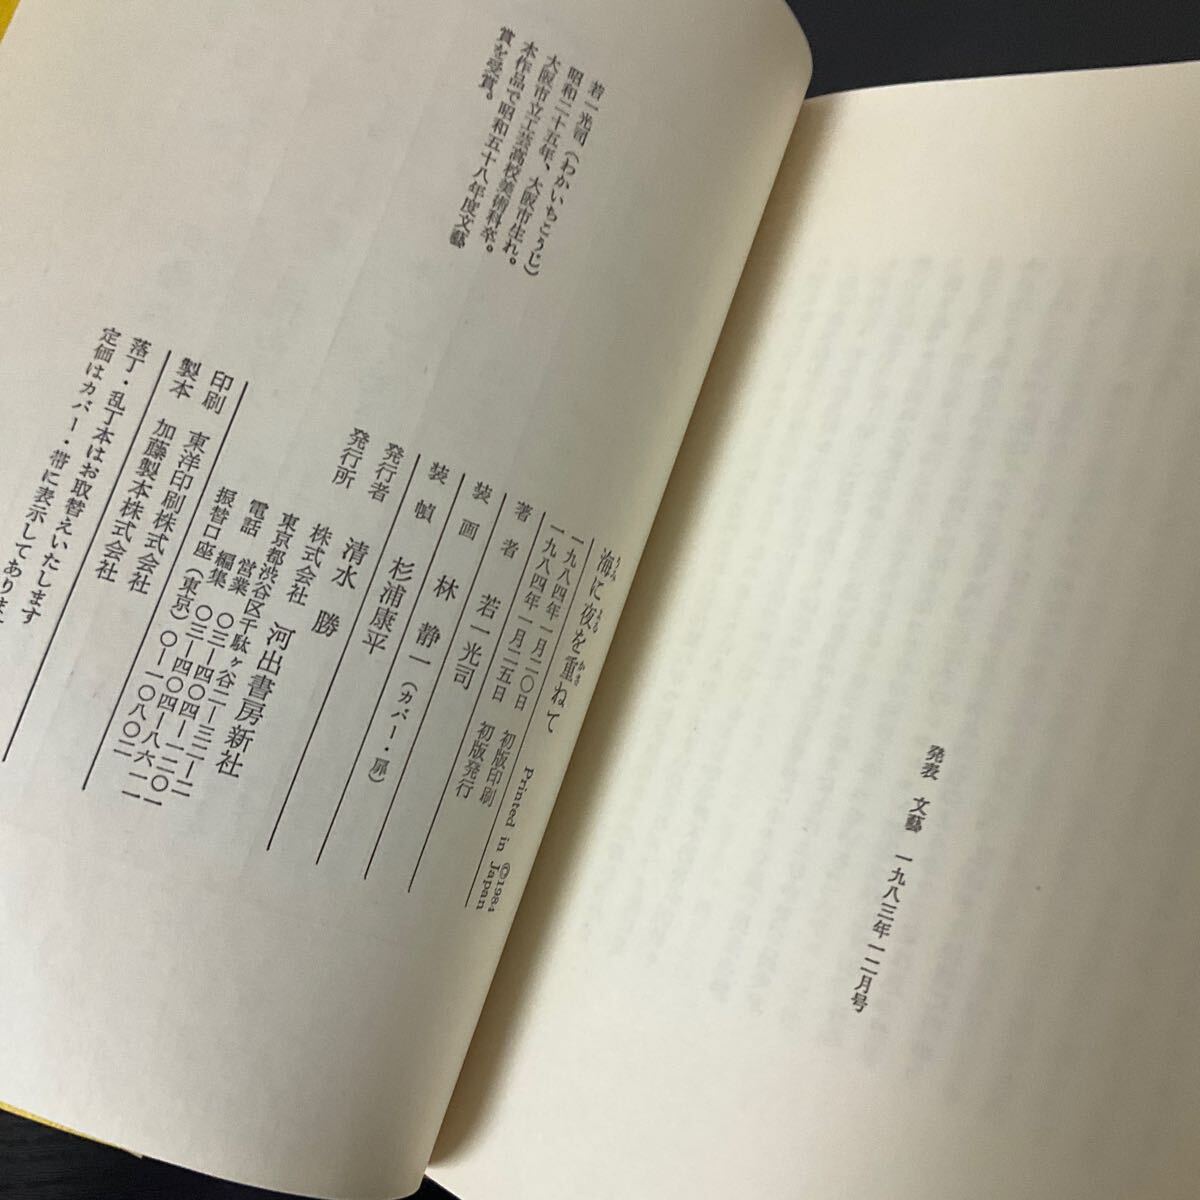 発表　文藝　一九八三年一二月号
若一光司（わかいちこうじ）
昭和二十五年、大阪市生れ。
大阪市立工芸高校美術科卒。
本作品で昭和五十八年度文藝
賞を受賞。
海に夜を重ねて
うみ　よる　かさ
一九八四年一月二〇日　初版印刷
一九八四年一月二五日　初版発行
©1984
Printed in Japan
著者　若一光司
装画　林　静一（カバー・扉）
装幀　杉浦康平
発行者　清水　勝
発行所　株式会社　河出書房新社
東京都渋谷区千駄ヶ谷二―三二―二
電話　営業　〇三―四〇四―一二〇一
編集　〇三―四〇四―八六一一
振替口座（東京）〇―一〇八〇二
印刷　東洋印刷株式会社
製本　加藤製本株式会社
落丁・乱丁本はお取替えいたします
定価はカバー・帯に表示してありま